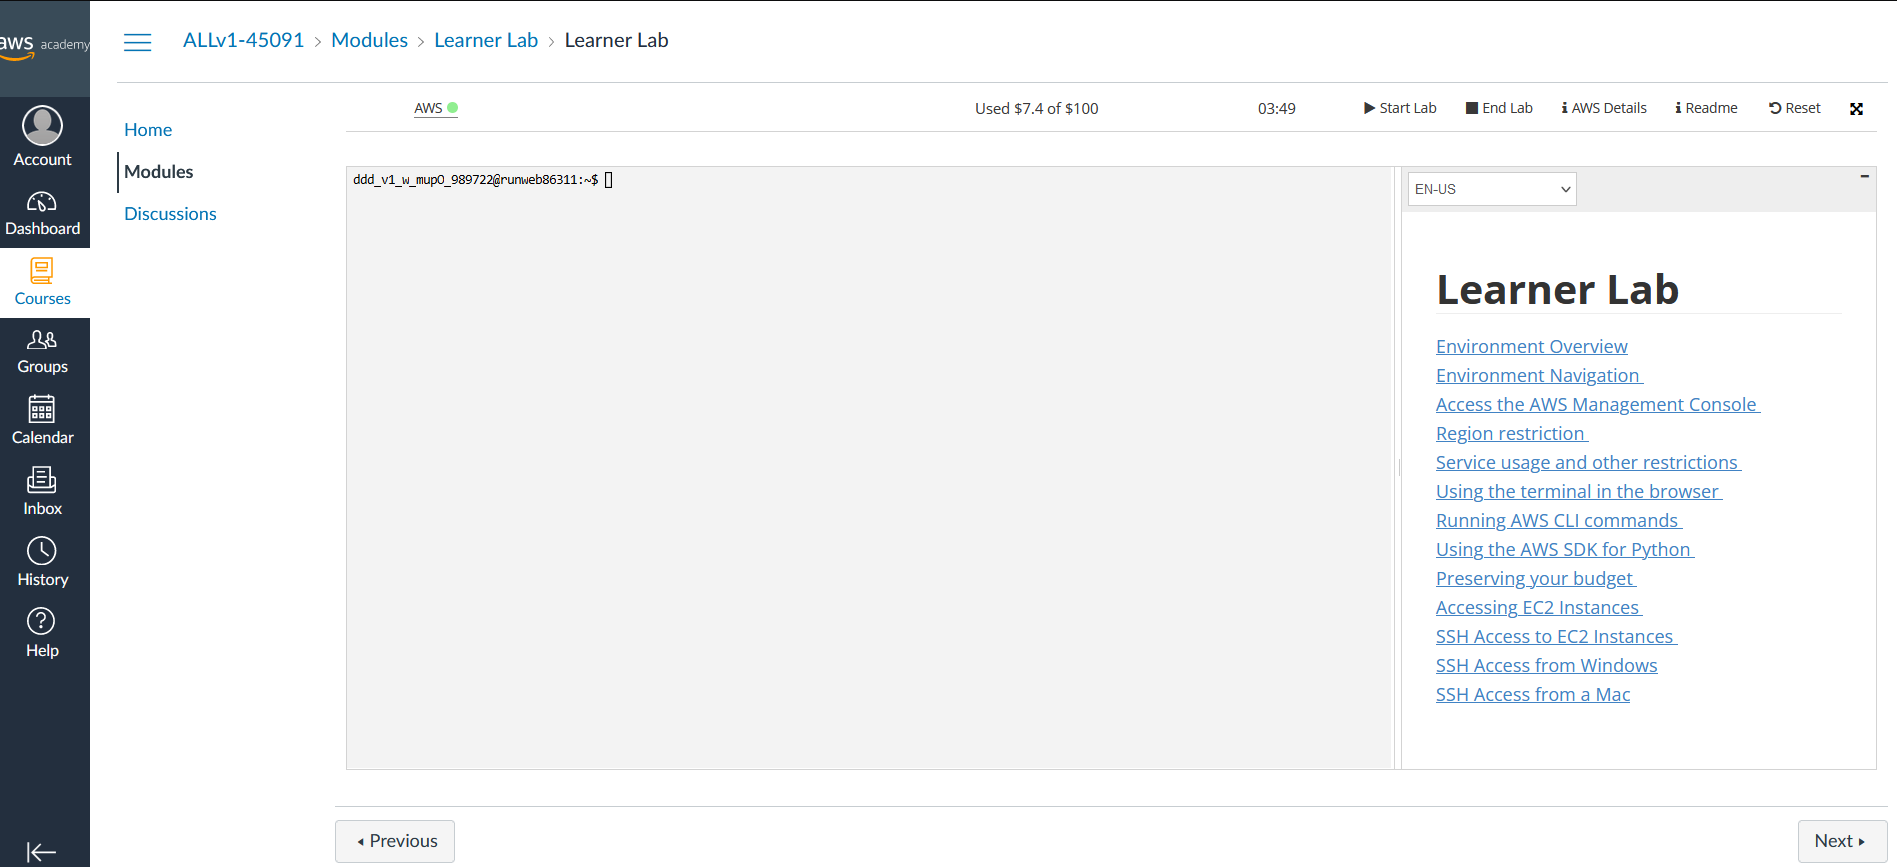 aws academy
Account
Dashboard
Courses
Groups
Calendar
Inbox
History
Help
ALLv1-45091 > Modules > Learner Lab > Learner Lab
Home
Modules
Discussions
AWS
Used $7.4 of $100
03:49
Start Lab
End Lab
AWS Details
Readme
Reset
ddd_v1_w_mupO_989722@runweb86311:~$
EN-US
Learner Lab
Environment Overview
Environment Navigation
Access the AWS Management Console
Region restriction
Service usage and other restrictions
Using the terminal in the browser
Running AWS CLI commands
Using the AWS SDK for Python
Preserving your budget
Accessing EC2 Instances
SSH Access to EC2 Instances
SSH Access from Windows
SSH Access from a Mac
Previous
Next